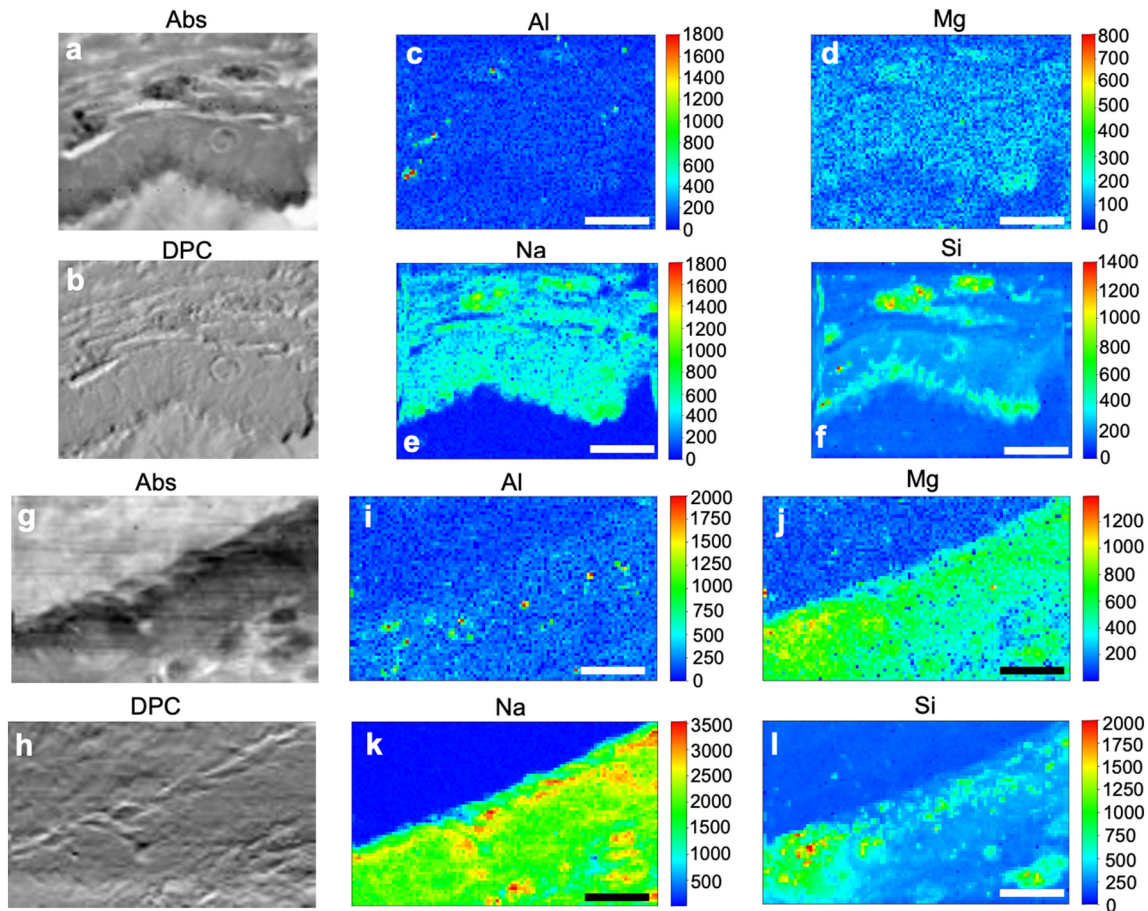 Abs
a
Al
c
1800
1600
1400
1200
1000
800
600
400
200
0
Mg
d
800
700
600
500
400
300
200
100
0
DPC
b
Na
e
1800
1600
1400
1200
1000
800
600
400
200
0
Si
f
1400
1200
1000
800
600
400
200
0
Abs
g
Al
i
2000
1750
1500
1250
1000
750
500
250
0
Mg
j
1200
1000
800
600
400
200
DPC
h
Na
k
3500
3000
2500
2000
1500
1000
500
Si
l
2000
1750
1500
1250
1000
750
500
250
0